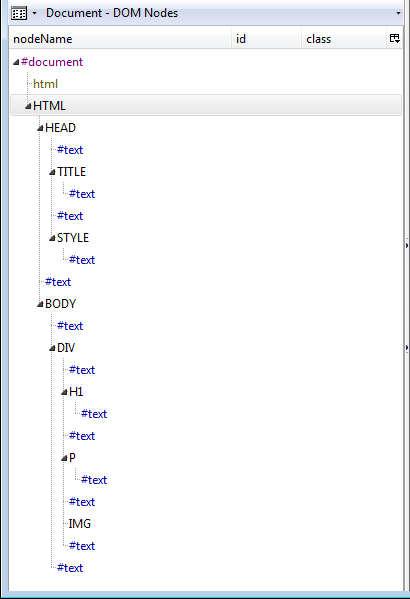 Document - DOM Nodes
nodeName id class
#document
html
HTML
HEAD
#text
TITLE
#text
#text
STYLE
#text
#text
BODY
#text
DIV
#text
H1
#text
#text
P
#text
#text
IMG
#text
#text